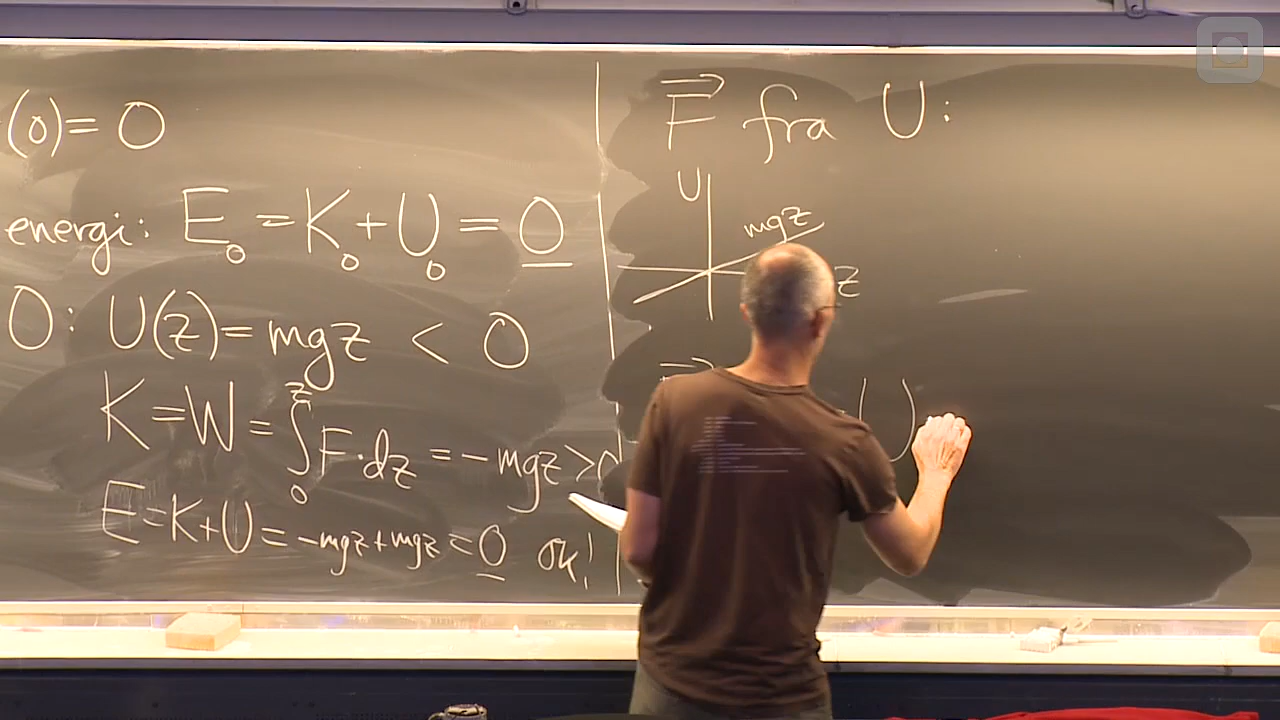 (0) = 0
energi: E₀ = K₀ + U₀ = 0
0: U(z) = mgz < 0
K = W = ∫₀ᶻ F·dz = -mgz >
E = K+U = -mgz + mgz = 0 ok!
F⃗ fra U:
U
mgz
z
U